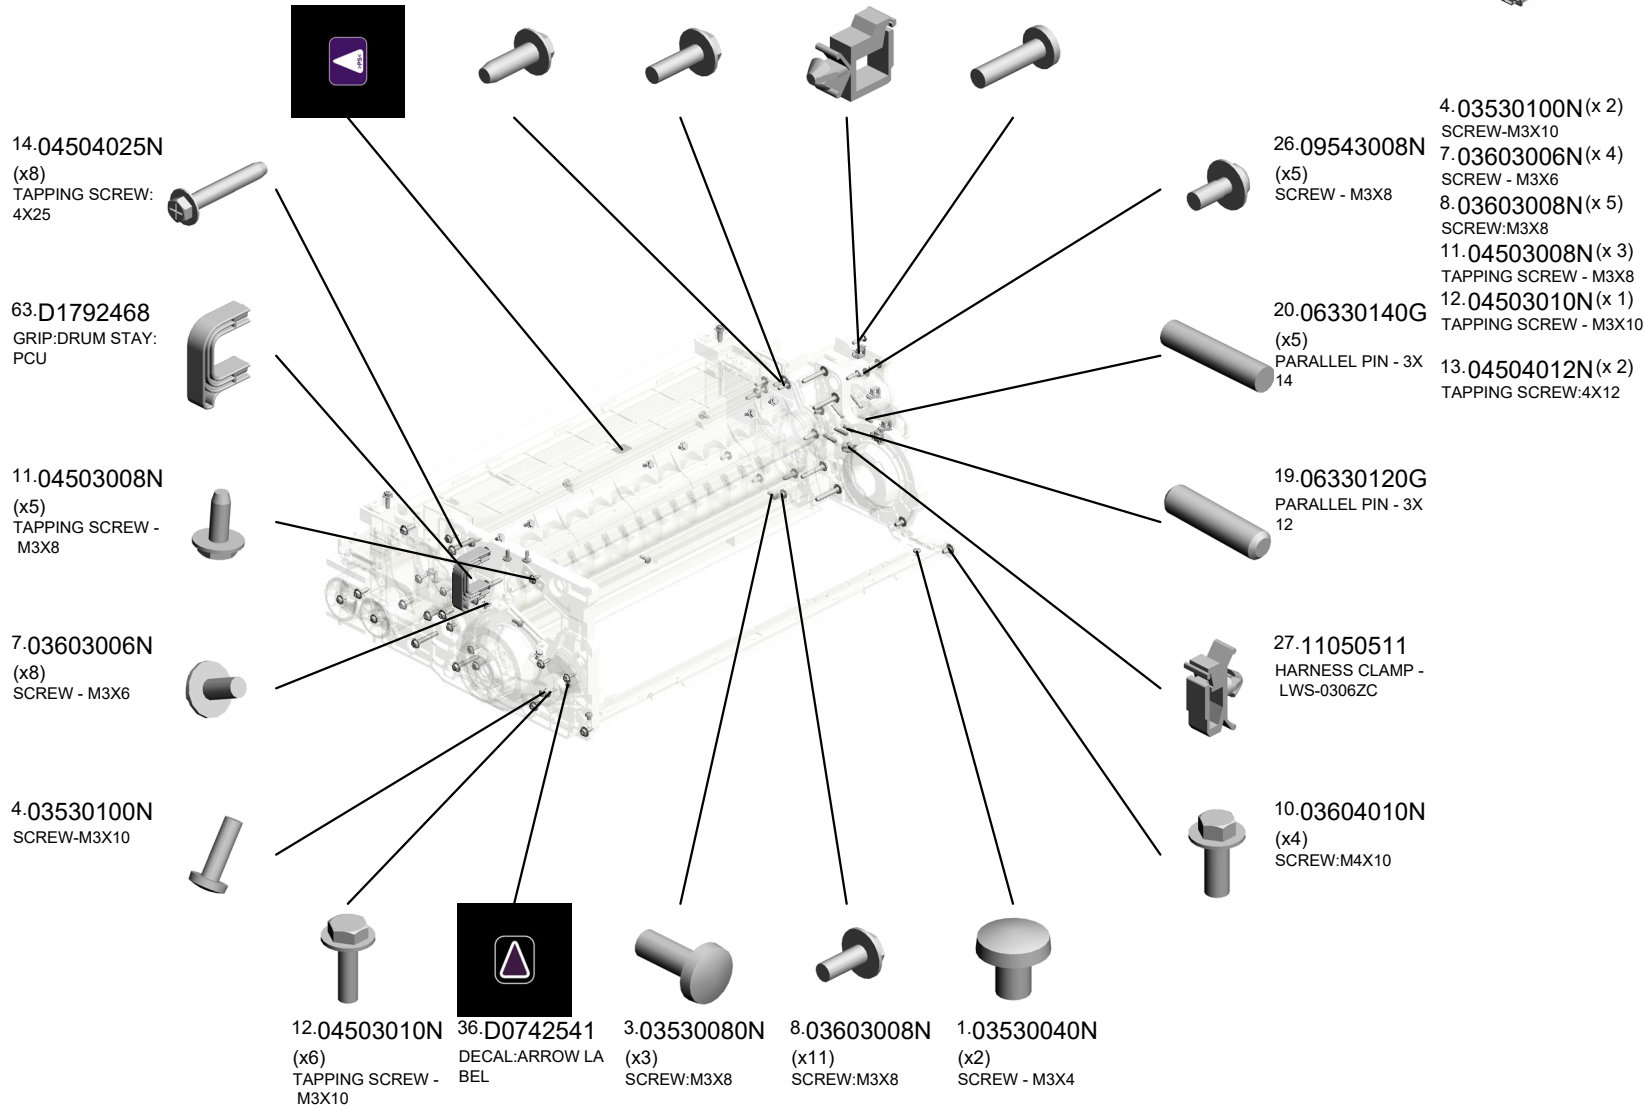 >PS<
14.04504025N
(x8)
TAPPING SCREW:
4X25
63.D1792468
GRIP:DRUM STAY:
PCU
11.04503008N
(x5)
TAPPING SCREW -
M3X8
7.03603006N
(x8)
SCREW - M3X6
4.03530100N
SCREW-M3X10
12.04503010N
(x6)
TAPPING SCREW -
M3X10
36.D0742541
DECAL:ARROW LA
BEL
3.03530080N
(x3)
SCREW:M3X8
8.03603008N
(x11)
SCREW:M3X8
1.03530040N
(x2)
SCREW - M3X4
26.09543008N
(x5)
SCREW - M3X8
20.06330140G
(x5)
PARALLEL PIN - 3X
14
19.06330120G
PARALLEL PIN - 3X
12
27.11050511
HARNESS CLAMP -
LWS-0306ZC
10.03604010N
(x4)
SCREW:M4X10
4.03530100N(x 2)
SCREW-M3X10
7.03603006N(x 4)
SCREW - M3X6
8.03603008N(x 5)
SCREW:M3X8
11.04503008N(x 3)
TAPPING SCREW - M3X8
12.04503010N(x 1)
TAPPING SCREW - M3X10
13.04504012N(x 2)
TAPPING SCREW:4X12